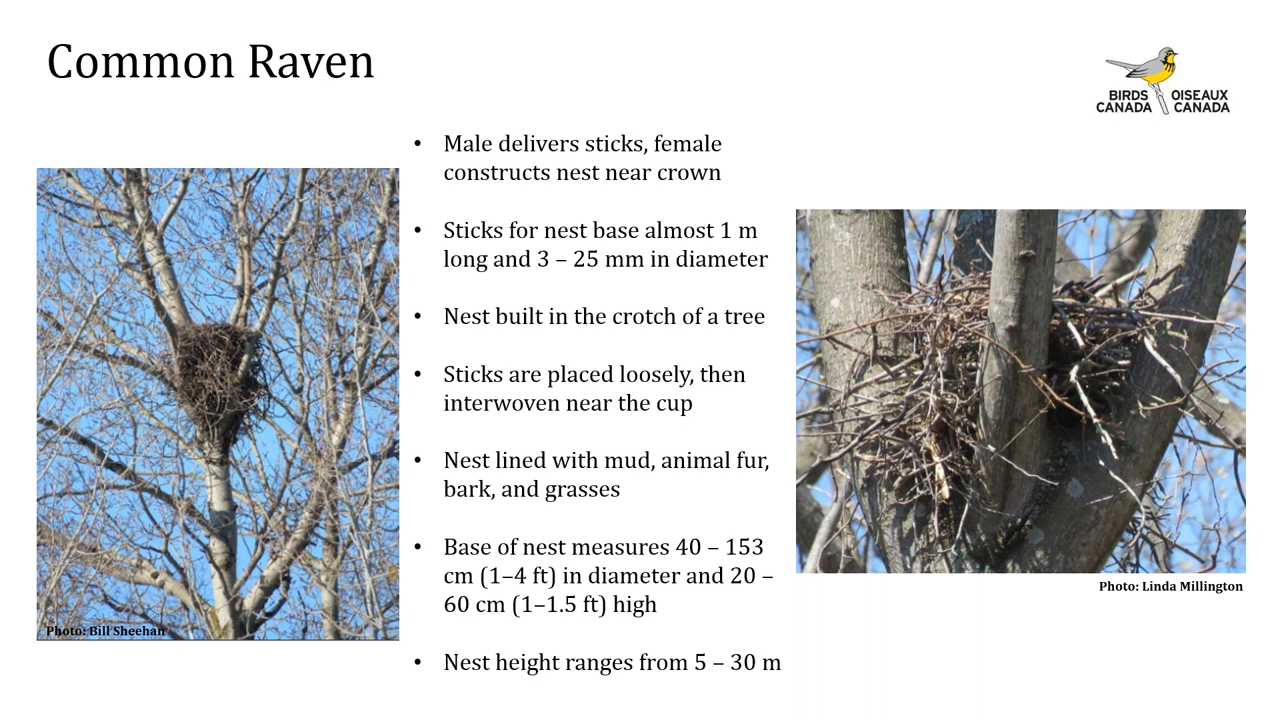 Common Raven
BIRDS OISEAUX
CANADA CANADA
• Male delivers sticks, female
constructs nest near crown
• Sticks for nest base almost 1 m
long and 3 – 25 mm in diameter
• Nest built in the crotch of a tree
• Sticks are placed loosely, then
interwoven near the cup
• Nest lined with mud, animal fur,
bark, and grasses
• Base of nest measures 40 – 153
cm (1–4 ft) in diameter and 20 –
60 cm (1–1.5 ft) high
• Nest height ranges from 5 – 30 m
Photo: Bill Sheehan
Photo: Linda Millington